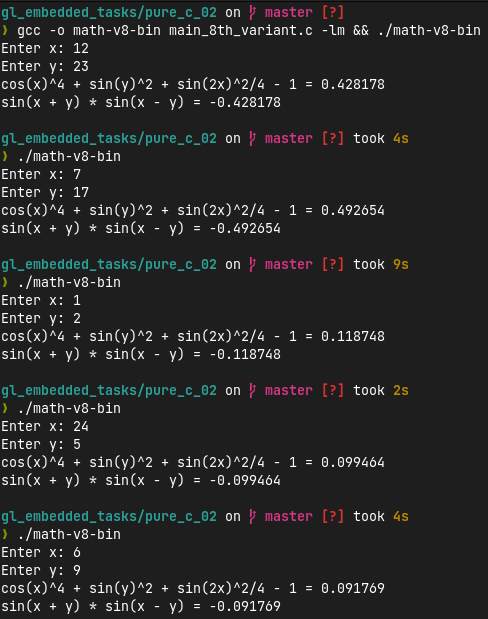 gl_embedded_tasks/pure_c_02 on master [?]
❯ gcc -o math-v8-bin main_8th_variant.c -lm && ./math-v8-bin
Enter x: 12
Enter y: 23
cos(x)^4 + sin(y)^2 + sin(2x)^2/4 - 1 = 0.428178
sin(x + y) * sin(x - y) = -0.428178
gl_embedded_tasks/pure_c_02 on master [?] took 4s
❯ ./math-v8-bin
Enter x: 7
Enter y: 17
cos(x)^4 + sin(y)^2 + sin(2x)^2/4 - 1 = 0.492654
sin(x + y) * sin(x - y) = -0.492654
gl_embedded_tasks/pure_c_02 on master [?] took 9s
❯ ./math-v8-bin
Enter x: 1
Enter y: 2
cos(x)^4 + sin(y)^2 + sin(2x)^2/4 - 1 = 0.118748
sin(x + y) * sin(x - y) = -0.118748
gl_embedded_tasks/pure_c_02 on master [?] took 2s
❯ ./math-v8-bin
Enter x: 24
Enter y: 5
cos(x)^4 + sin(y)^2 + sin(2x)^2/4 - 1 = 0.099464
sin(x + y) * sin(x - y) = -0.099464
gl_embedded_tasks/pure_c_02 on master [?] took 4s
❯ ./math-v8-bin
Enter x: 6
Enter y: 9
cos(x)^4 + sin(y)^2 + sin(2x)^2/4 - 1 = 0.091769
sin(x + y) * sin(x - y) = -0.091769